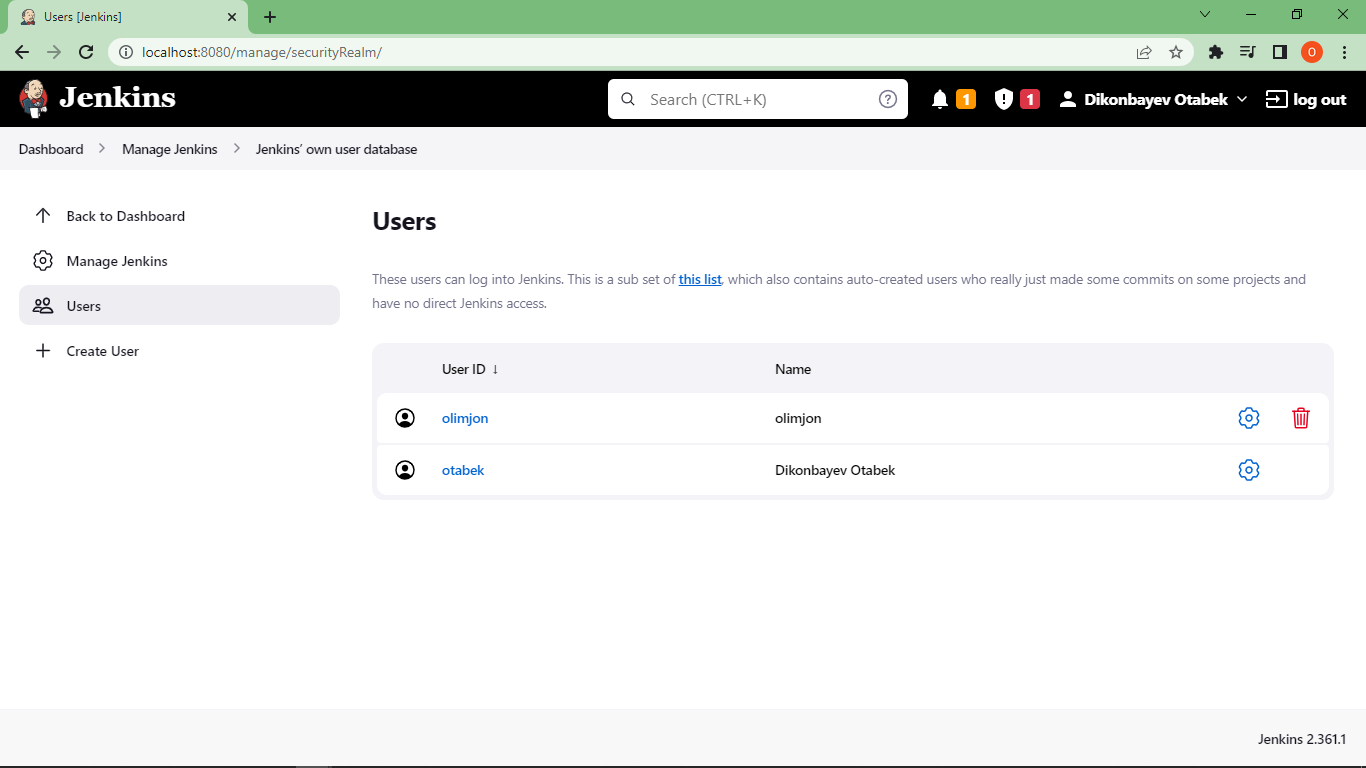 Users [Jenkins]
localhost:8080/manage/securityRealm/
O
Jenkins
Search (CTRL+K)
1
1
Dikonbayev Otabek
log out
Dashboard
Manage Jenkins
Jenkins’ own user database
Back to Dashboard
Manage Jenkins
Users
Create User
Users
These users can log into Jenkins. This is a sub set of this list, which also contains auto-created users who really just made some commits on some projects and
have no direct Jenkins access.
User ID ↓ Name
olimjon olimjon
otabek Dikonbayev Otabek
Jenkins 2.361.1